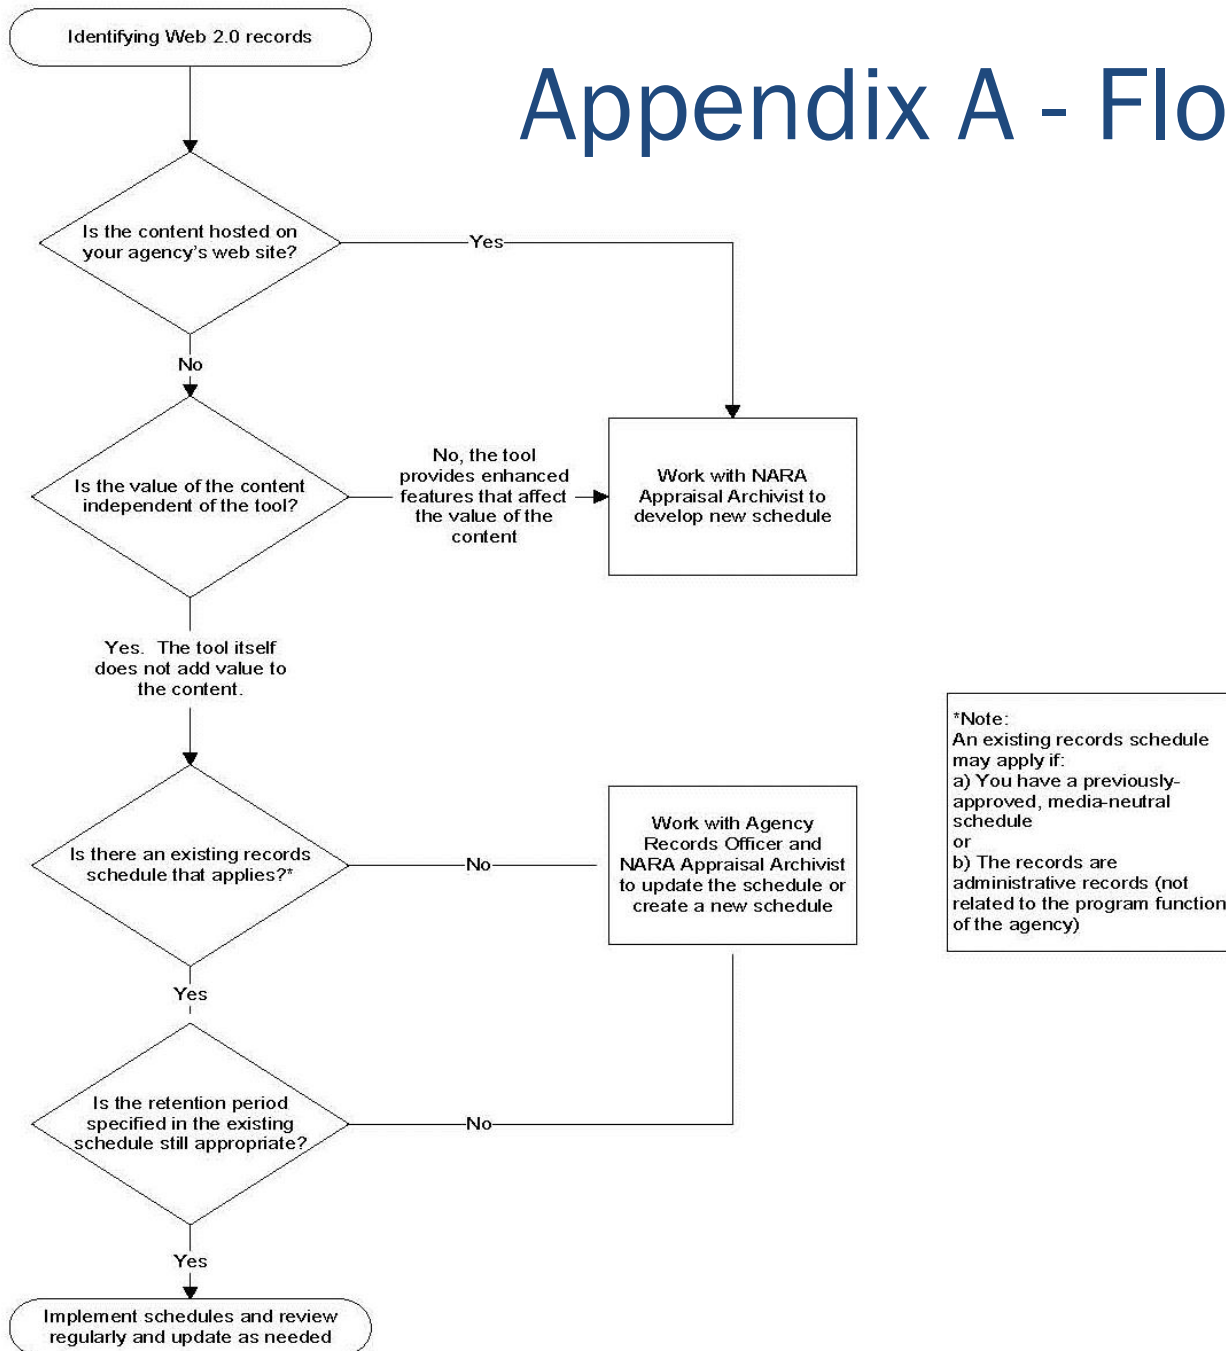 Identifying Web 2.0 records
Appendix A - Flo
Is the content hosted on
your agency's web site?
Yes
No
Is the value of the content
independent of the tool?
No, the tool
provides enhanced
features that affect
the value of the
content
Work with NARA
Appraisal Archivist to
develop new schedule
Yes. The tool itself
does not add value to
the content.
*Note:
An existing records schedule
may apply if:
a) You have a previously-
approved, media-neutral
schedule
or
b) The records are
administrative records (not
related to the program function
of the agency)
Is there an existing records
schedule that applies?*
No
Work with Agency
Records Officer and
NARA Appraisal Archivist
to update the schedule or
create a new schedule
Yes
Is the retention period
specified in the existing
schedule still appropriate?
No
Yes
Implement schedules and review
regularly and update as needed